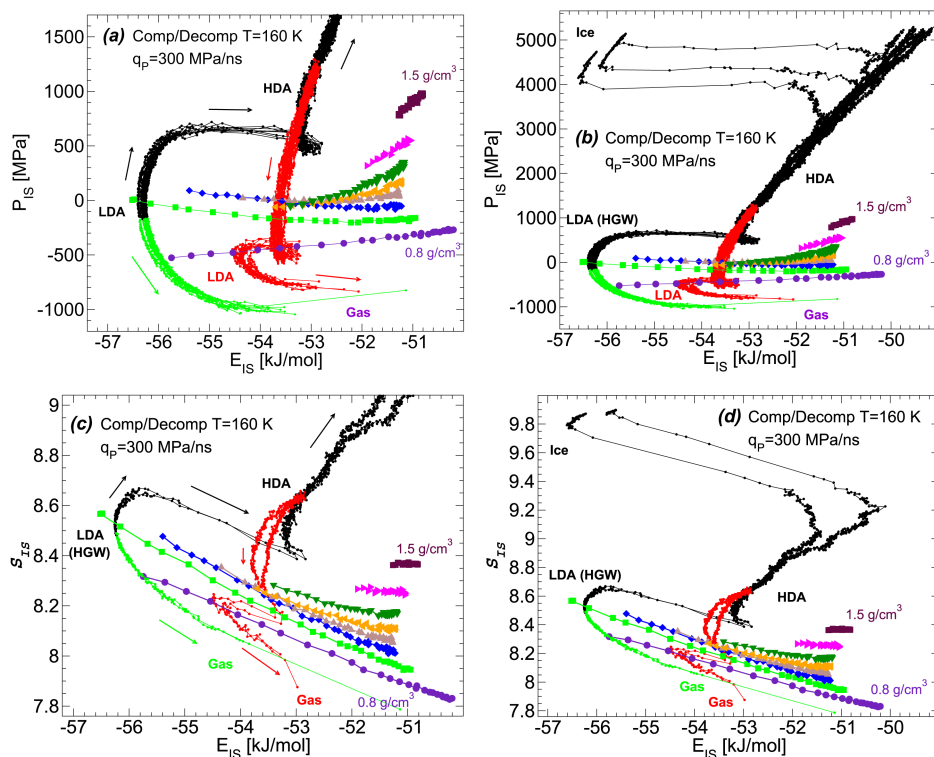 (a) Comp/Decomp T=160 K
q_P=300 MPa/ns
1.5 g/cm³
HDA
LDA
LDA
0.8 g/cm³
Gas
1500
1000
500
0
-500
-1000
P_IS [MPa]
-57 -56 -55 -54 -53 -52 -51
E_IS [kJ/mol]
Ice
(b) Comp/Decomp T=160 K
q_P=300 MPa/ns
HDA
LDA (HGW)
1.5 g/cm³
0.8 g/cm³
LDA
Gas
5000
4000
3000
2000
1000
0
-1000
P_IS [MPa]
-57 -56 -55 -54 -53 -52 -51 -50
E_IS [kJ/mol]
(c) Comp/Decomp T=160 K
q_P=300 MPa/ns
HDA
LDA
(HGW)
1.5 g/cm³
Gas
Gas
0.8 g/cm³
9
8.8
8.6
8.4
8.2
8
7.8
S_IS
-57 -56 -55 -54 -53 -52 -51
E_IS [kJ/mol]
(d)
Comp/Decomp T=160 K
q_P=300 MPa/ns
Ice
LDA (HGW)
HDA
1.5 g/cm³
Gas
Gas
0.8 g/cm³
9.8
9.6
9.4
9.2
9
8.8
8.6
8.4
8.2
8
7.8
S_IS
-57 -56 -55 -54 -53 -52 -51 -50
E_IS [kJ/mol]